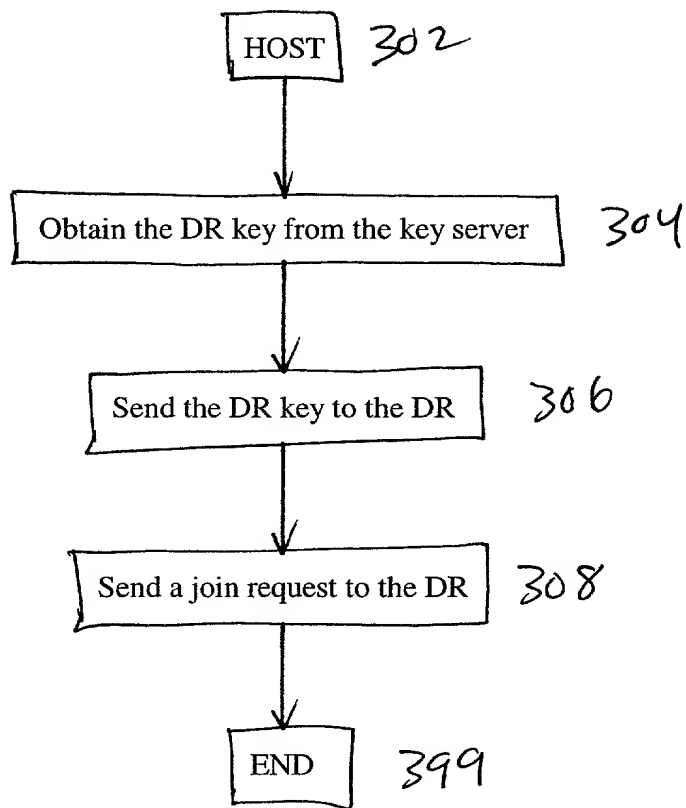 HOST 302
Obtain the DR key from the key server 304
Send the DR key to the DR 306
Send a join request to the DR 308
END 399